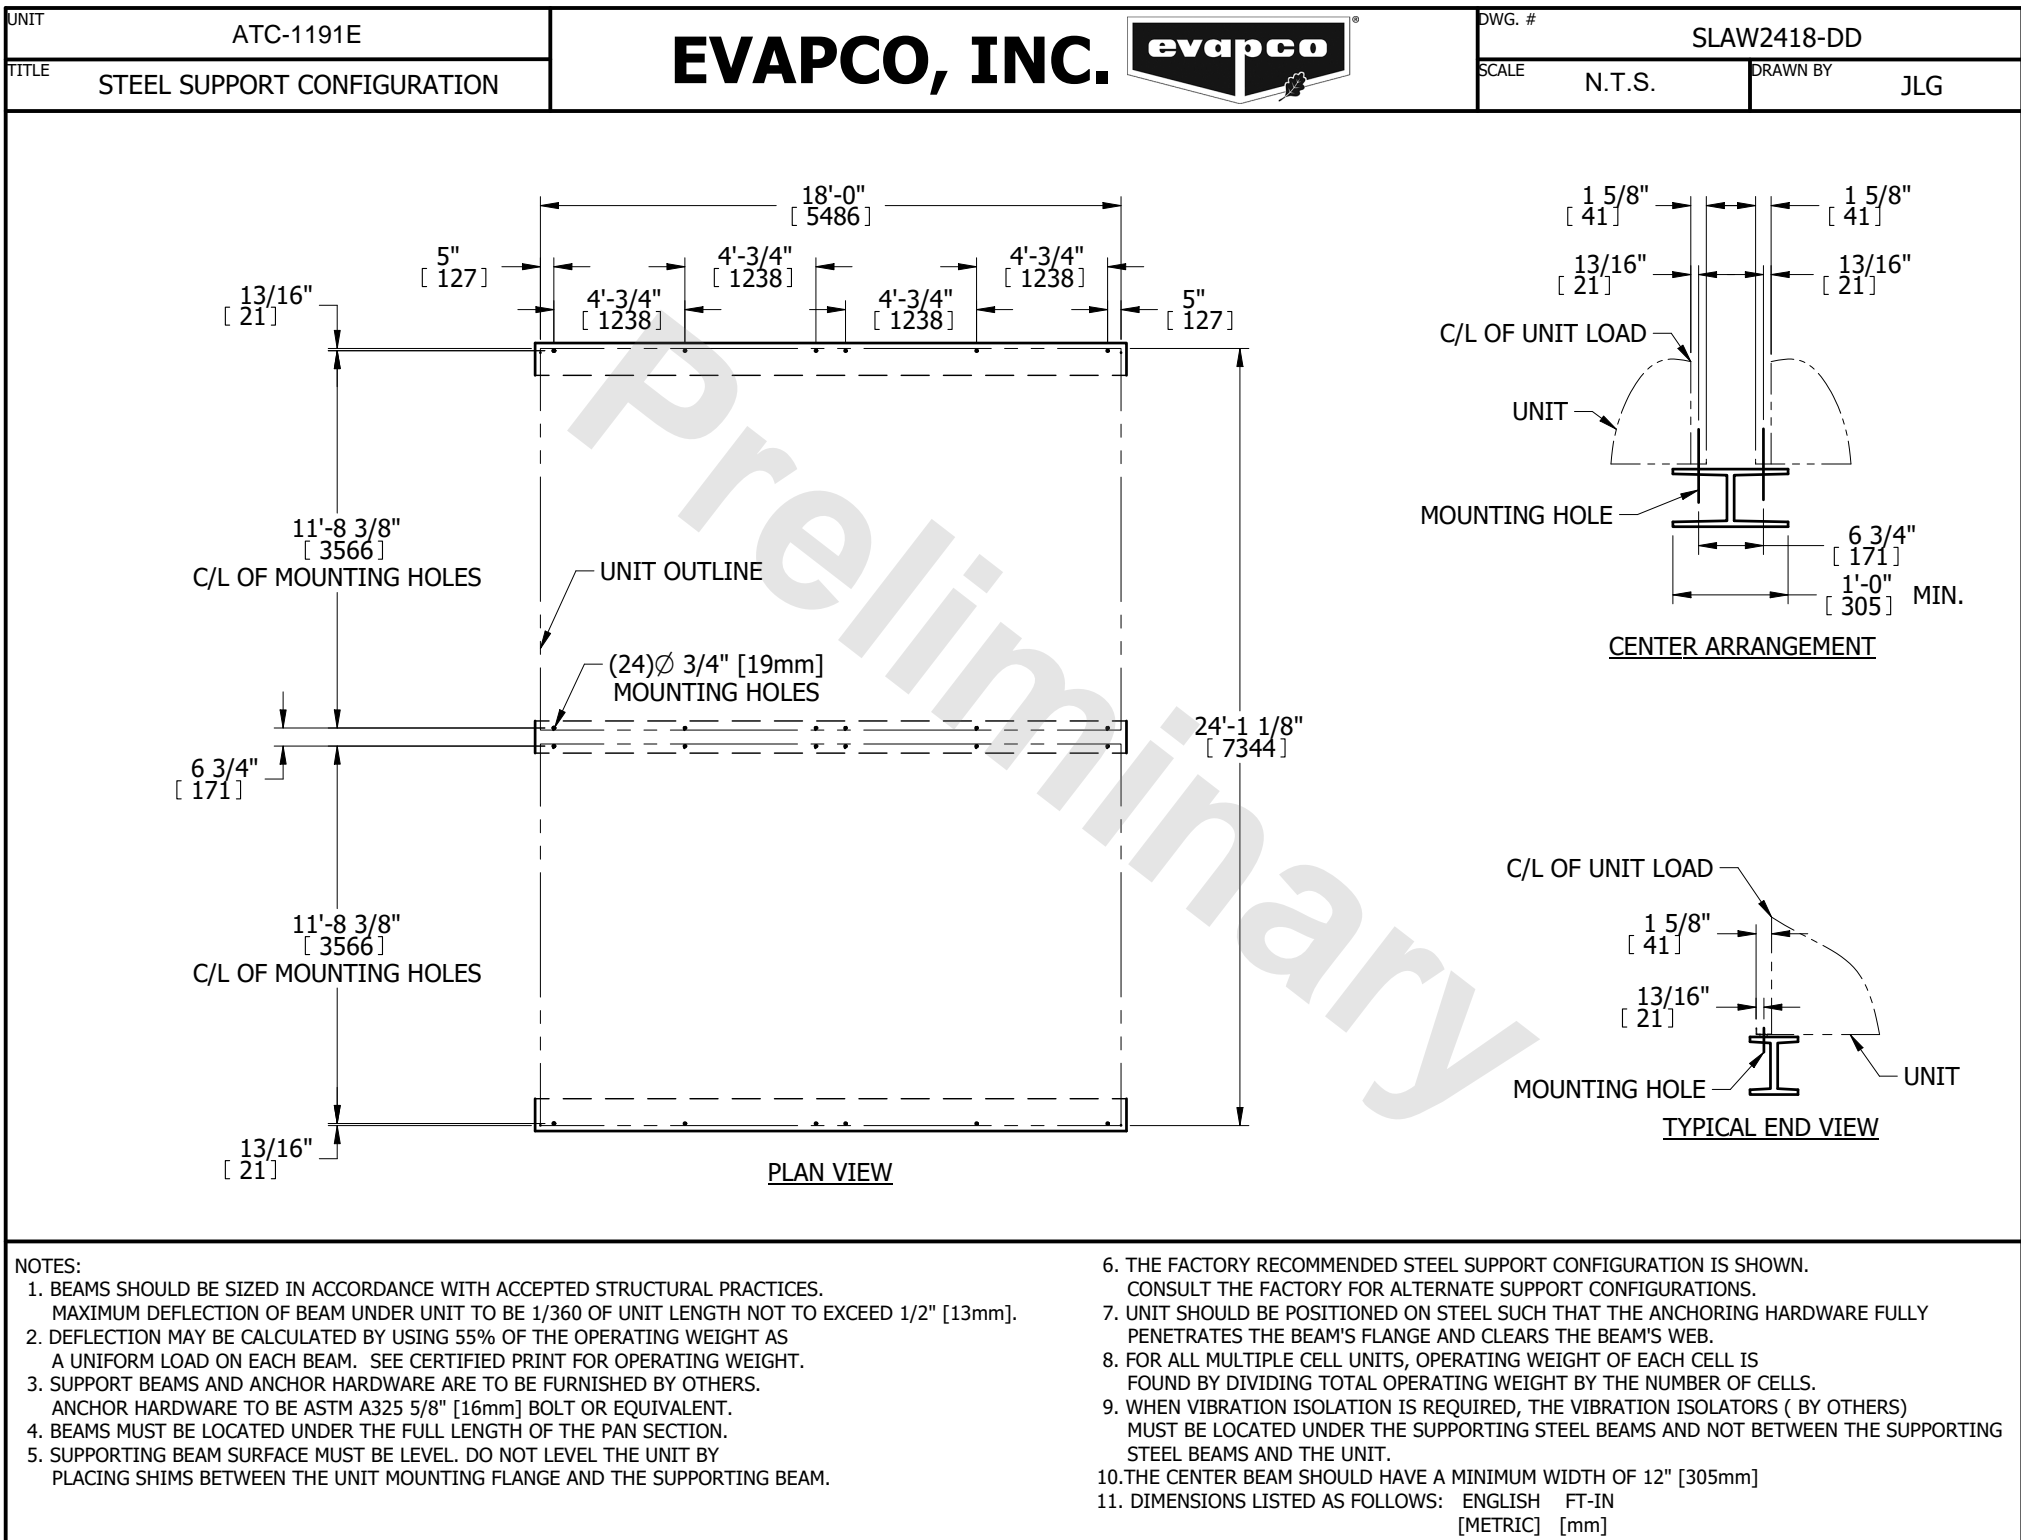 UNIT
ATC-1191E
TITLE
STEEL SUPPORT CONFIGURATION
EVAPCO, INC.
evapco
®
DWG. #
SLAW2418-DD
SCALE
N.T.S.
DRAWN BY
JLG
18'-0"
[ 5486 ]
5"
[ 127 ]
4'-3/4"
[ 1238 ]
4'-3/4"
[ 1238 ]
13/16"
[ 21 ]
4'-3/4"
[ 1238 ]
4'-3/4"
[ 1238 ]
5"
[ 127 ]
11'-8 3/8"
[ 3566 ]
C/L OF MOUNTING HOLES
UNIT OUTLINE
(24)Ø 3/4" [19mm]
MOUNTING HOLES
6 3/4"
[ 171 ]
24'-1 1/8"
[ 7344 ]
11'-8 3/8"
[ 3566 ]
C/L OF MOUNTING HOLES
13/16"
[ 21 ]
PLAN VIEW
Preliminary
1 5/8"
[ 41 ]
1 5/8"
[ 41 ]
13/16"
[ 21 ]
13/16"
[ 21 ]
C/L OF UNIT LOAD
UNIT
MOUNTING HOLE
6 3/4"
[ 171 ]
1'-0"
[ 305 ] MIN.
CENTER ARRANGEMENT
C/L OF UNIT LOAD
1 5/8"
[ 41 ]
13/16"
[ 21 ]
MOUNTING HOLE
UNIT
TYPICAL END VIEW
NOTES:
1. BEAMS SHOULD BE SIZED IN ACCORDANCE WITH ACCEPTED STRUCTURAL PRACTICES.
MAXIMUM DEFLECTION OF BEAM UNDER UNIT TO BE 1/360 OF UNIT LENGTH NOT TO EXCEED 1/2" [13mm].
2. DEFLECTION MAY BE CALCULATED BY USING 55% OF THE OPERATING WEIGHT AS
A UNIFORM LOAD ON EACH BEAM. SEE CERTIFIED PRINT FOR OPERATING WEIGHT.
3. SUPPORT BEAMS AND ANCHOR HARDWARE ARE TO BE FURNISHED BY OTHERS.
ANCHOR HARDWARE TO BE ASTM A325 5/8" [16mm] BOLT OR EQUIVALENT.
4. BEAMS MUST BE LOCATED UNDER THE FULL LENGTH OF THE PAN SECTION.
5. SUPPORTING BEAM SURFACE MUST BE LEVEL. DO NOT LEVEL THE UNIT BY
PLACING SHIMS BETWEEN THE UNIT MOUNTING FLANGE AND THE SUPPORTING BEAM.
6. THE FACTORY RECOMMENDED STEEL SUPPORT CONFIGURATION IS SHOWN.
CONSULT THE FACTORY FOR ALTERNATE SUPPORT CONFIGURATIONS.
7. UNIT SHOULD BE POSITIONED ON STEEL SUCH THAT THE ANCHORING HARDWARE FULLY
PENETRATES THE BEAM'S FLANGE AND CLEARS THE BEAM'S WEB.
8. FOR ALL MULTIPLE CELL UNITS, OPERATING WEIGHT OF EACH CELL IS
FOUND BY DIVIDING TOTAL OPERATING WEIGHT BY THE NUMBER OF CELLS.
9. WHEN VIBRATION ISOLATION IS REQUIRED, THE VIBRATION ISOLATORS ( BY OTHERS)
MUST BE LOCATED UNDER THE SUPPORTING STEEL BEAMS AND NOT BETWEEN THE SUPPORTING
STEEL BEAMS AND THE UNIT.
10.THE CENTER BEAM SHOULD HAVE A MINIMUM WIDTH OF 12" [305mm]
11. DIMENSIONS LISTED AS FOLLOWS: ENGLISH FT-IN
[METRIC] [mm]